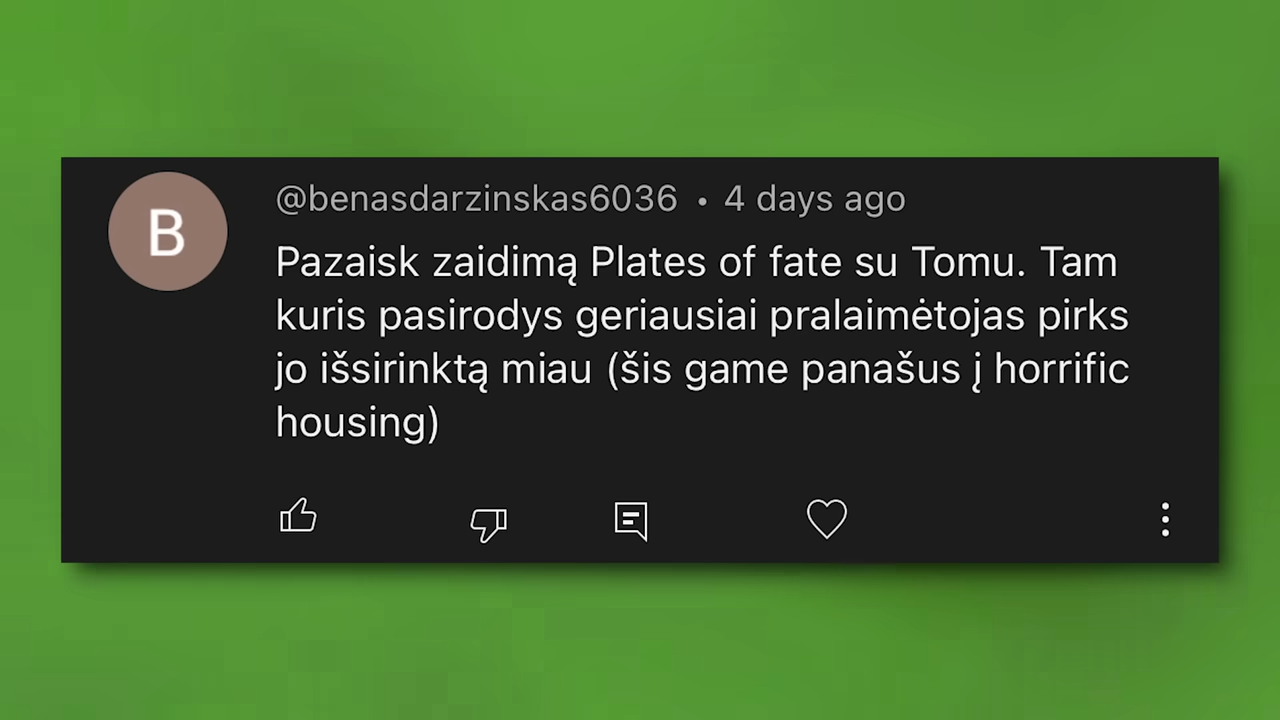 B
@benasdarzinskas6036 • 4 days ago
Pazaisk zaidimą Plates of fate su Tomu. Tam
kuris pasirodys geriausiai pralaimėtojas pirks
jo išsirinktą miau (šis game panašus į horrific
housing)